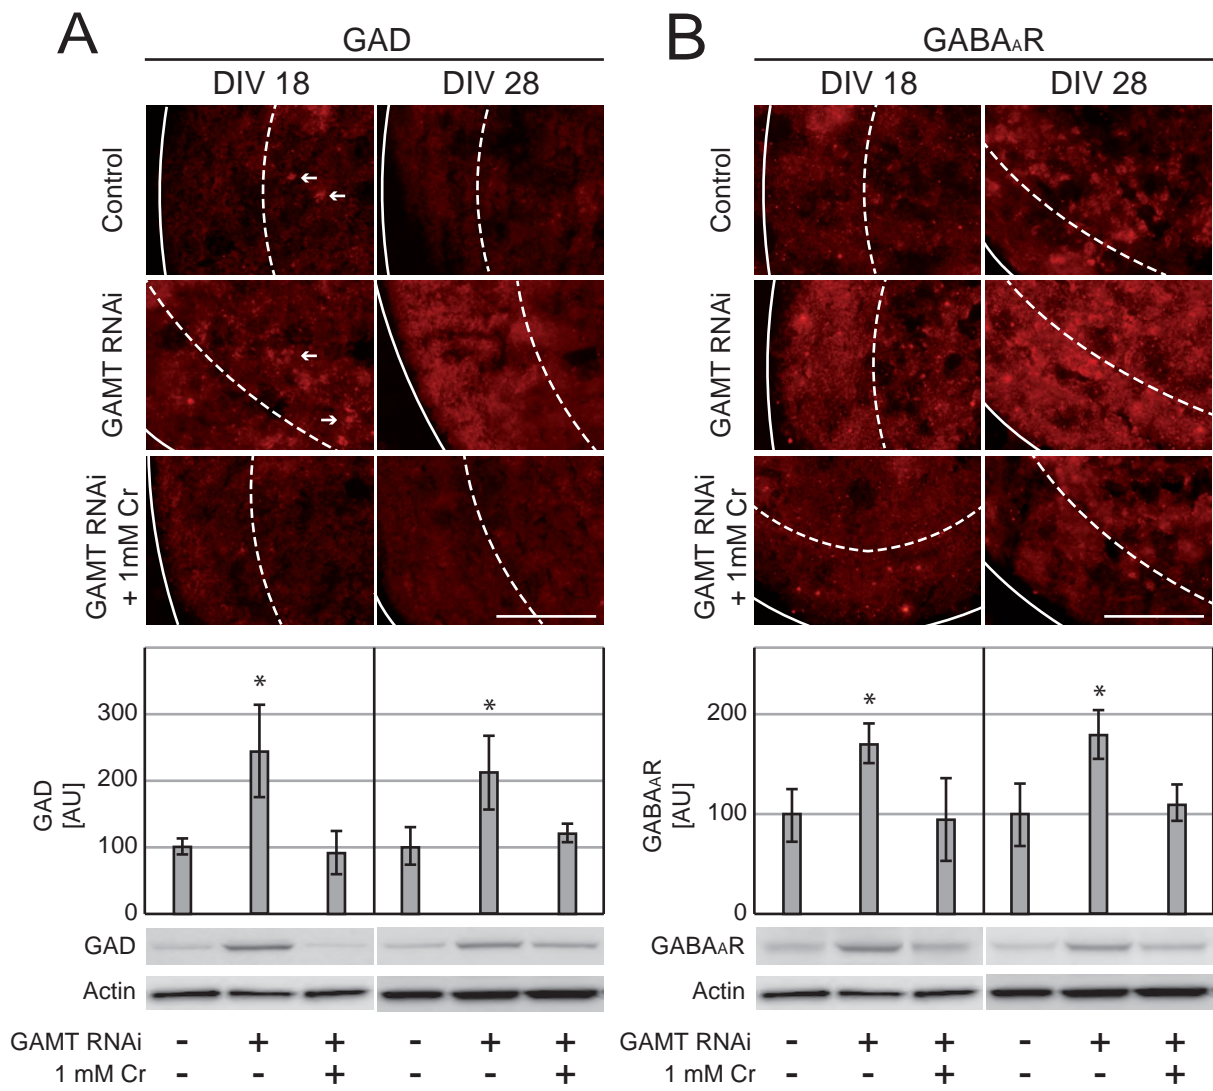 A
GAD
DIV 18
DIV 28
Control
GAMT RNAi
GAMT RNAi
+ 1mM Cr
*
*
300
200
100
0
GAD
[AU]
GAD
Actin
GAMT RNAi - + + - + +
1 mM Cr - - + - - +
B
GABAAR
DIV 18
DIV 28
Control
GAMT RNAi
GAMT RNAi
+ 1mM Cr
*
*
200
100
0
GABAAR
[AU]
GABAAR
Actin
GAMT RNAi - + + - + +
1 mM Cr - - + - - +